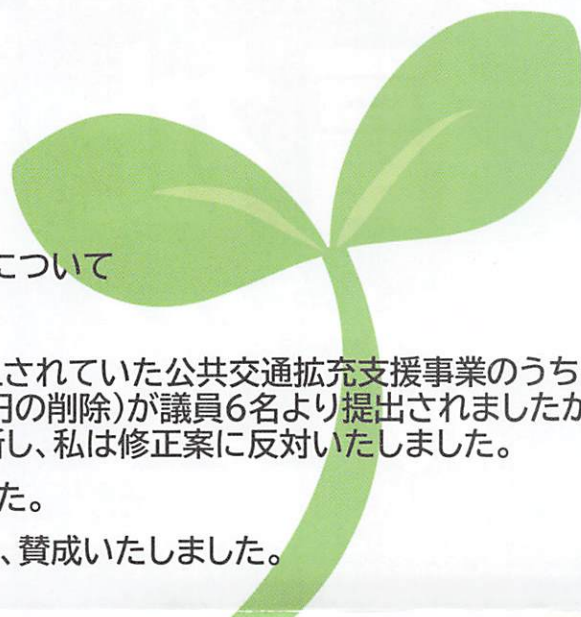 について
されていた公共交通拡充支援事業のうち
円の削除)が議員6名より提出されました
し、私は修正案に反対いたしました。
た。
、賛成いたしました。